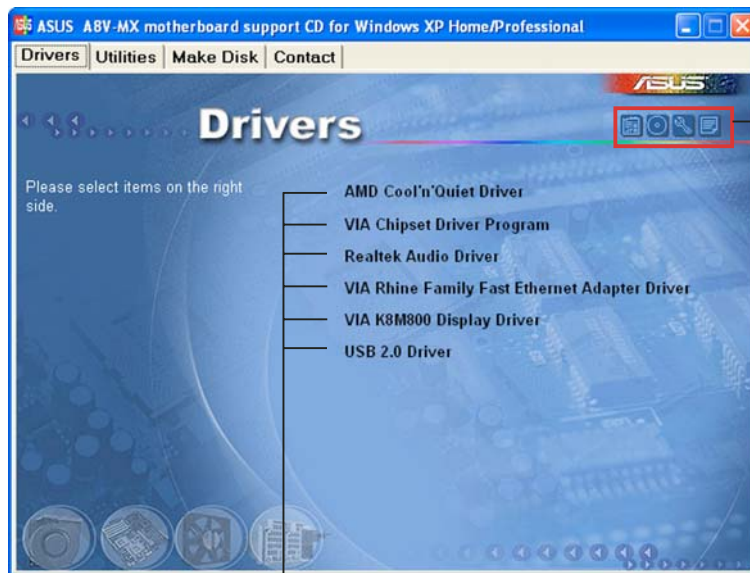 ASUS A8V-MX motherboard support CD for Windows XP Home/Professional
Drivers Utilities Make Disk Contact
ASUS
Drivers
Please select items on the right
side.
AMD Cool'n'Quiet Driver
VIA Chipset Driver Program
Realtek Audio Driver
VIA Rhine Family Fast Ethernet Adapter Driver
VIA K8M800 Display Driver
USB 2.0 Driver